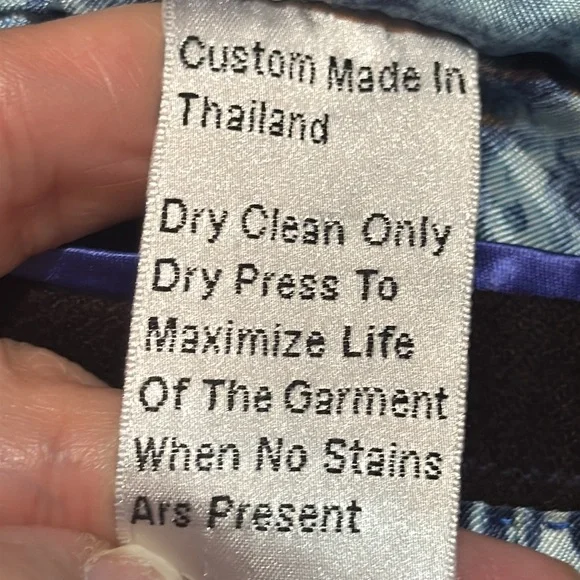 Custom Made In
Thailand
Dry Clean Only
Dry Press To
Maximize Life
Of The Garment
When No Stains
Ars Present